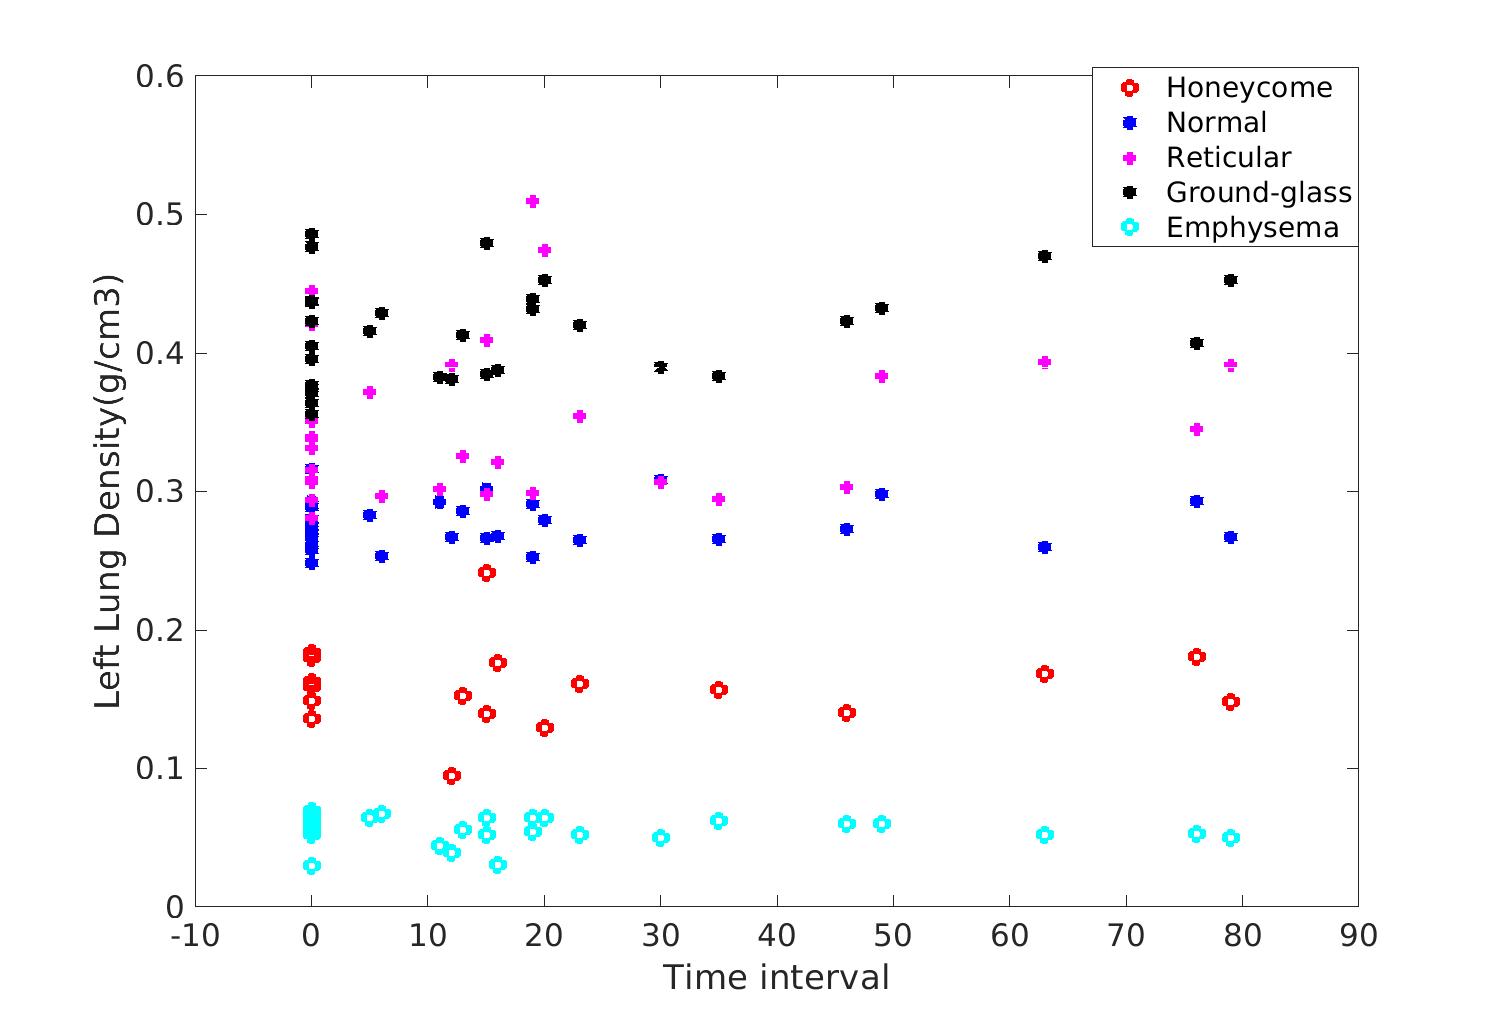 Honeycome
Normal
Reticular
Ground-glass
Emphysema
0.6
0.5
0.4
0.3
0.2
0.1
0
Left Lung Density(g/cm3)
-10 0 10 20 30 40 50 60 70 80 90
Time interval